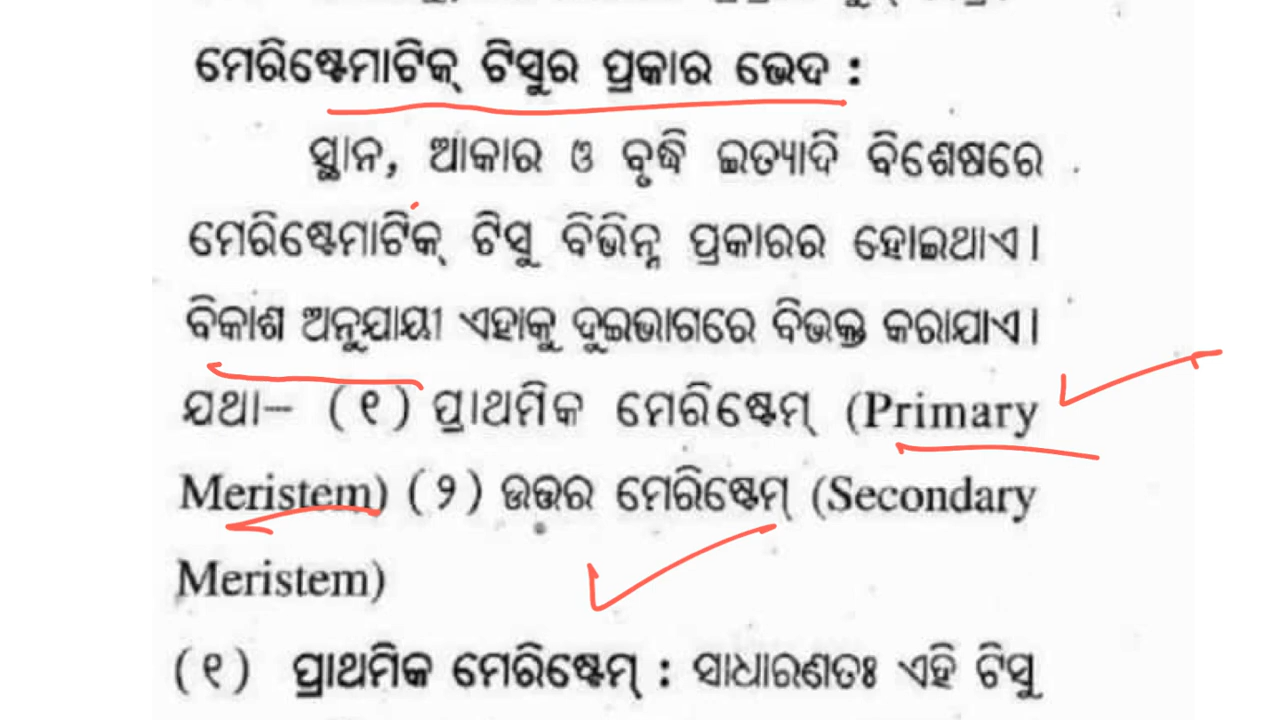 ମେରିଷ୍ଟେମାଟିକ୍ ଟିସୁର ପ୍ରକାର ଭେଦ :
ସ୍ଥାନ, ଆକାର ଓ ବୃଦ୍ଧି ଇତ୍ୟାଦି ବିଶେଷରେ
ମେରିଷ୍ଟେମାଟିକ୍ ଟିସୁ ବିଭିନ୍ନ ପ୍ରକାରର ହୋଇଥାଏ।
ବିକାଶ ଅନୁଯାୟୀ ଏହାକୁ ଦୁଇଭାଗରେ ବିଭକ୍ତ କରାଯାଏ।
ଯଥା– (୧) ପ୍ରାଥମିକ ମେରିଷ୍ଟେମ୍ (Primary
Meristem) (୨) ଉତ୍ତର ମେରିଷ୍ଟେମ୍ (Secondary
Meristem)
(୧) ପ୍ରାଥମିକ ମେରିଷ୍ଟେମ୍ : ସାଧାରଣତଃ ଏହି ଟିସୁ